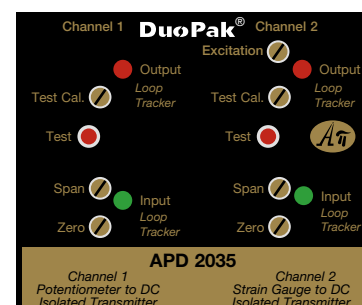 Channel 1 DuoPak® Channel 2
Excitation
Output Output
Loop Tracker Loop Tracker
Test Cal. Test Cal.
Test Test
Aπ
Span Span
Input Input
Loop Tracker Loop Tracker
Zero Zero
APD 2035
Channel 1 Channel 2
Potentiometer to DC Strain Gauge to DC
Isolated Transmitter Isolated Transmitter